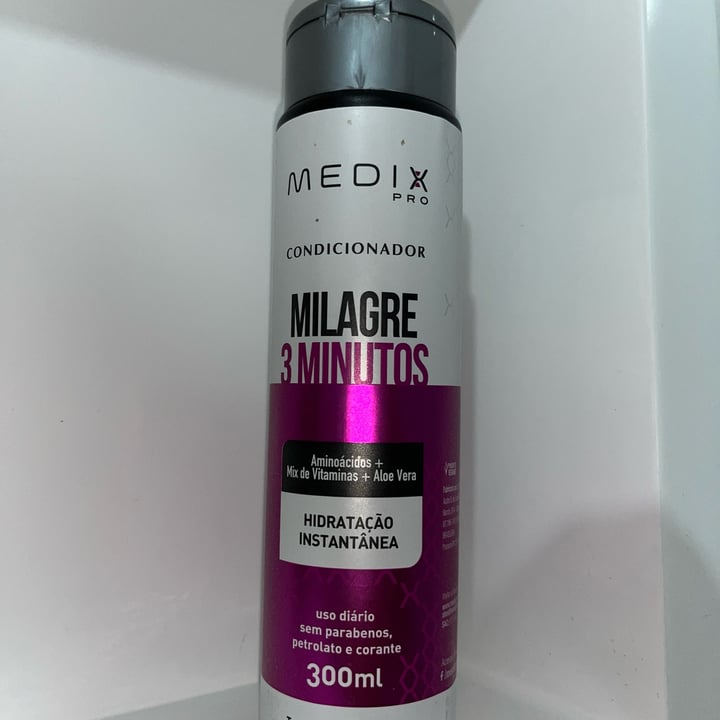 MEDIX
PRO
CONDICIONADOR
MILAGRE
3 MINUTOS
Aminoácidos +
Mix de Vitaminas + Aloe Vera
HIDRATAÇÃO
INSTANTÂNEA
uso diário
sem parabenos,
petrolato e corante
300ml